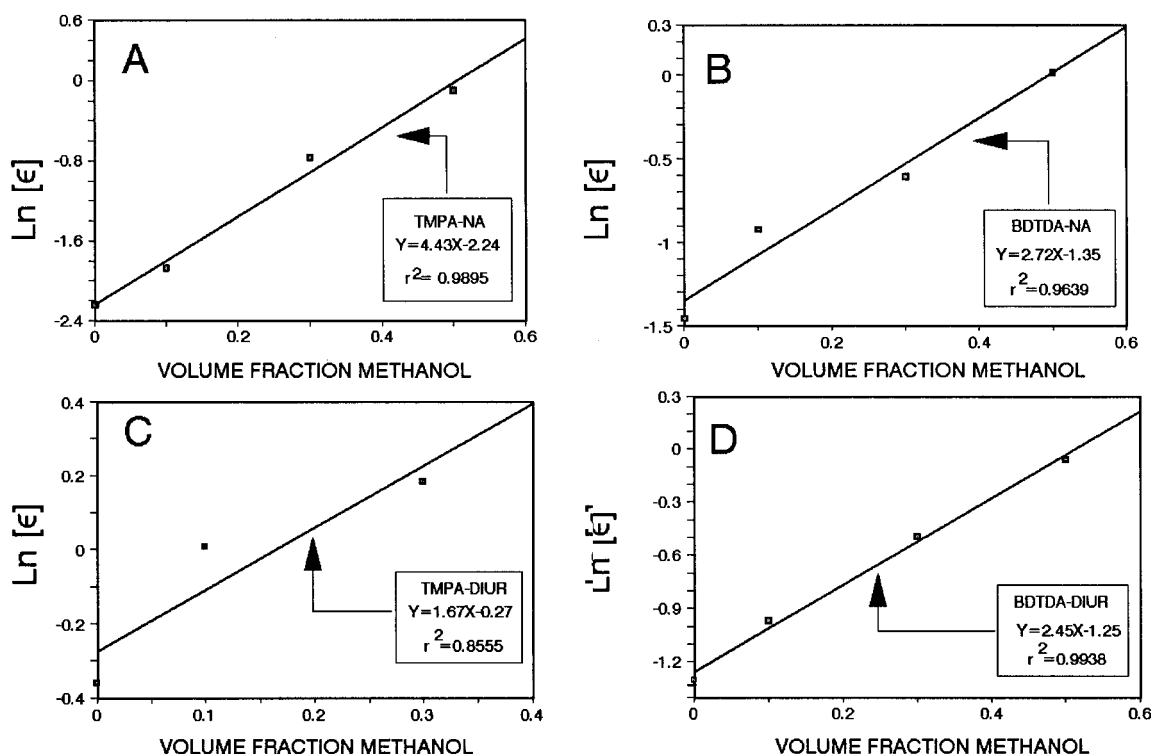 A
0.6
0
-0.8
-1.6
-2.4
0
0.2
0.4
0.6
Ln [ϵ]
VOLUME FRACTION METHANOL
TMPA-NA
Y=4.43X-2.24
r²= 0.9895
B
0.3
0
-0.5
-1
-1.5
0
0.2
0.4
0.6
Ln [ϵ]
VOLUME FRACTION METHANOL
BDTDA-NA
Y=2.72X-1.35
r²=0.9639
C
0.4
0.2
0
-0.2
-0.4
0
0.1
0.2
0.3
0.4
Ln [ϵ]
VOLUME FRACTION METHANOL
TMPA-DIUR
Y=1.67X-0.27
r²=0.8555
D
0.3
0
-0.3
-0.6
-0.9
-1.2
0
0.2
0.4
0.6
Ln [ϵ]
VOLUME FRACTION METHANOL
BDTDA-DIUR
Y=2.45X-1.25
r²=0.9938